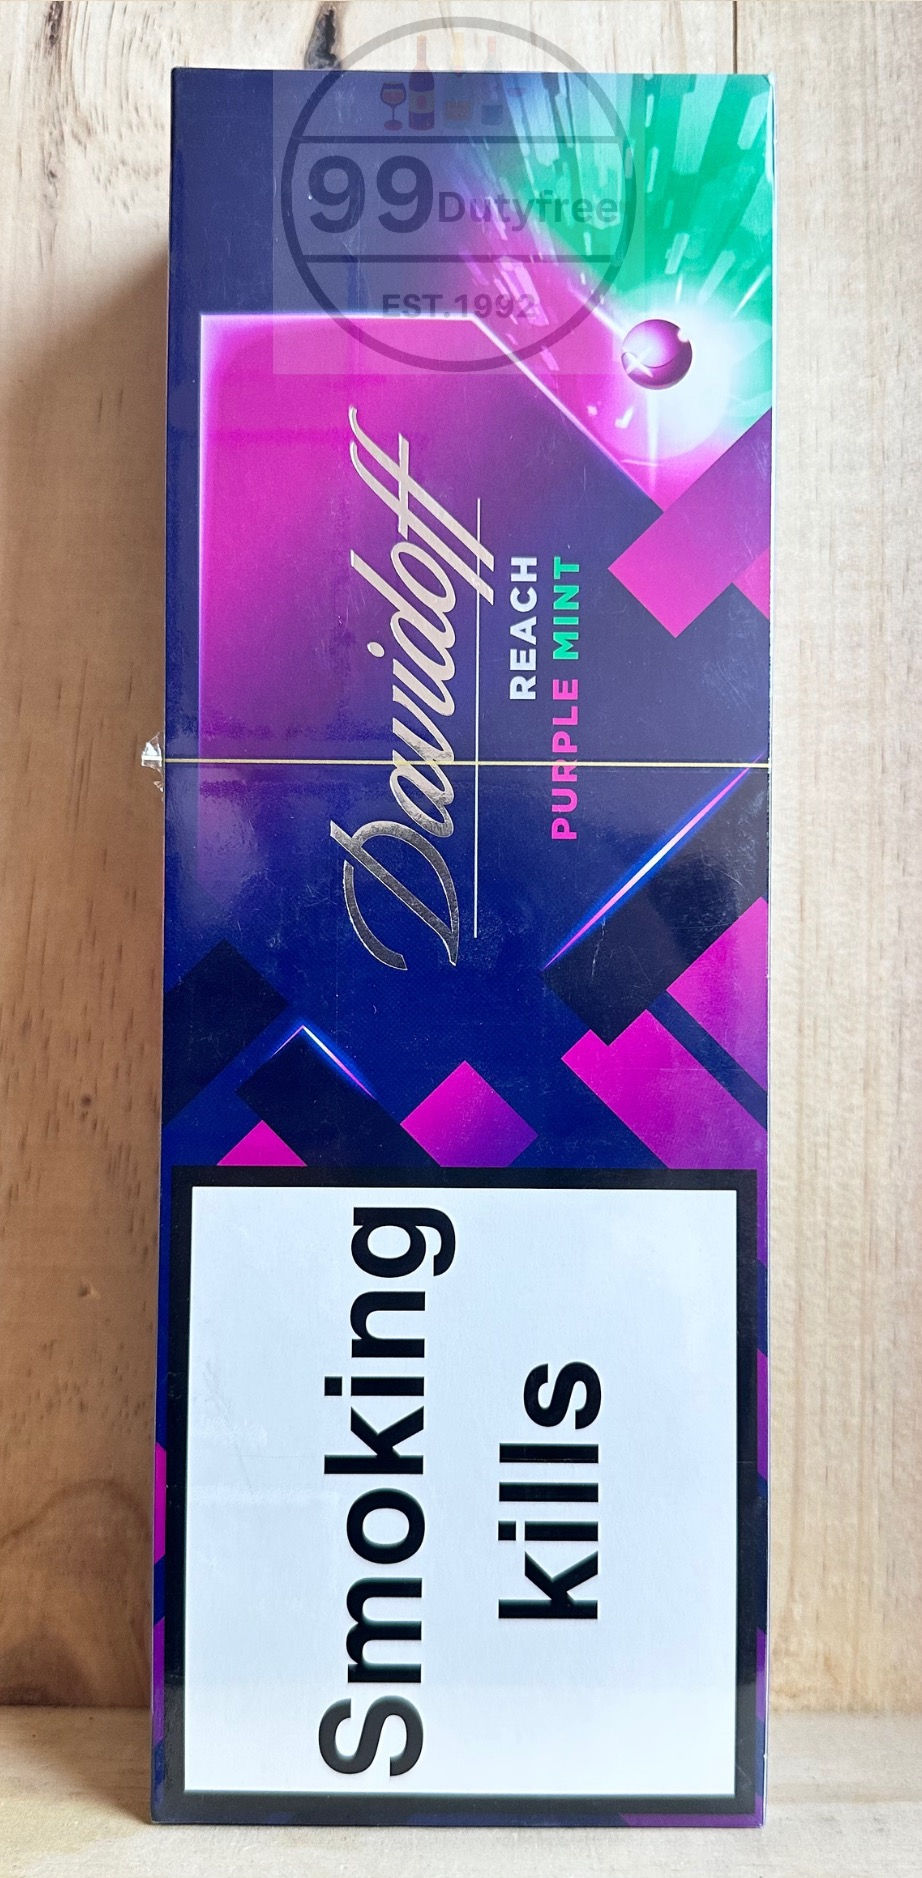 99Dutyfree
EST.1992
Davidoff
REACH
PURPLE MINT
Smoking
kills